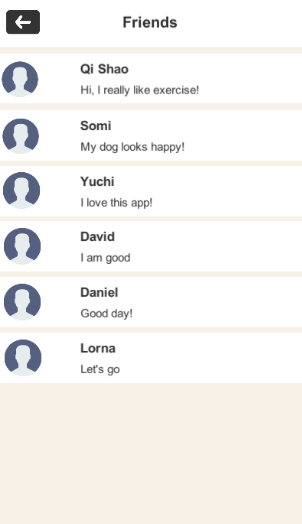 Friends
Qi Shao
Hi, I really like exercise!
Somi
My dog looks happy!
Yuchi
I love this app!
David
I am good
Daniel
Good day!
Lorna
Let's go